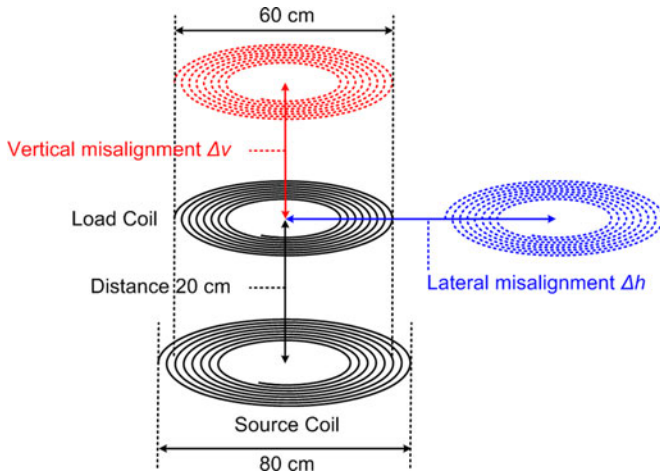 60 cm
Vertical misalignment Δv
Load Coil
Distance 20 cm
Lateral misalignment Δh
Source Coil
80 cm